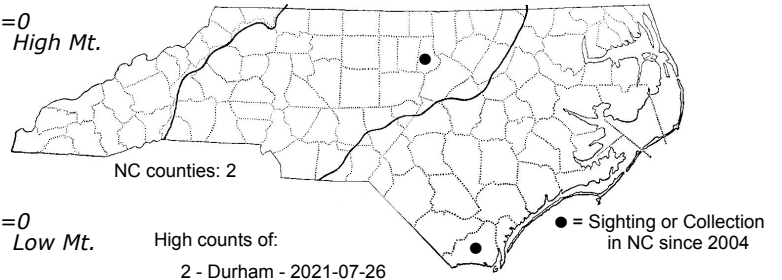 =0
High Mt.
NC counties: 2
=0
Low Mt.
High counts of:
2 - Durham - 2021-07-26
● = Sighting or Collection
in NC since 2004